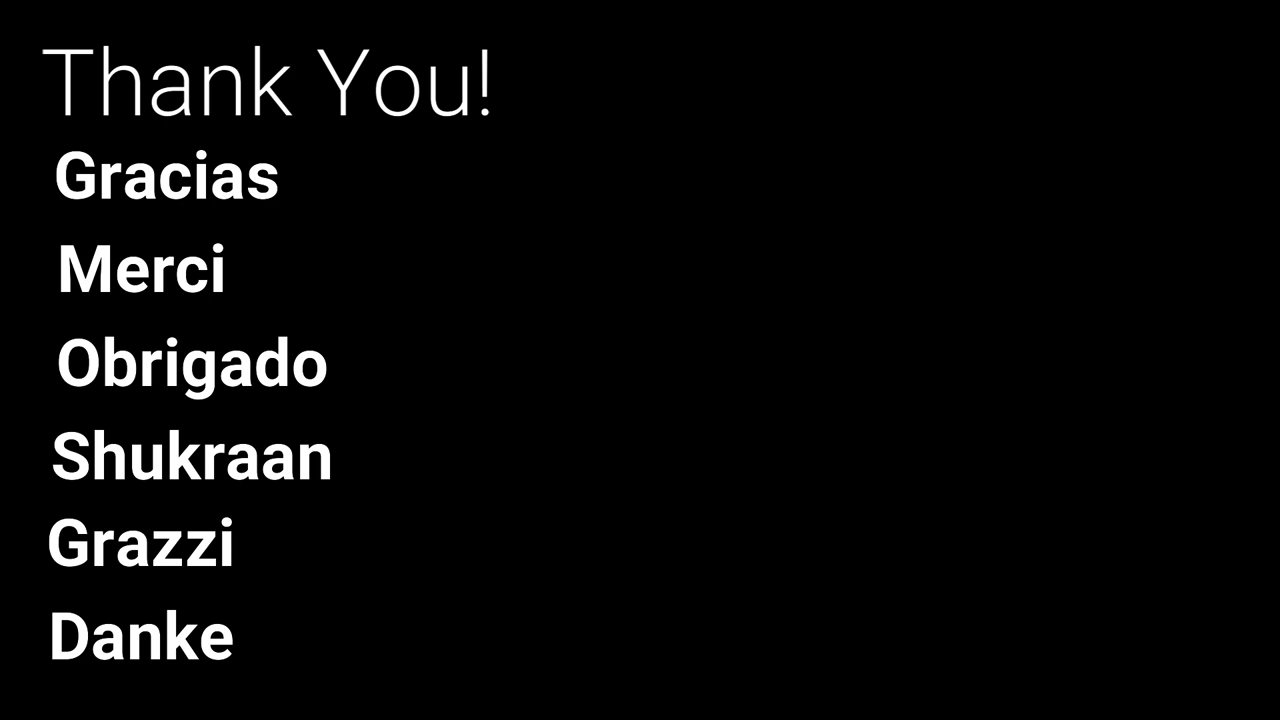 Thank You!
Gracias
Merci
Obrigado
Shukraan
Grazzi
Danke